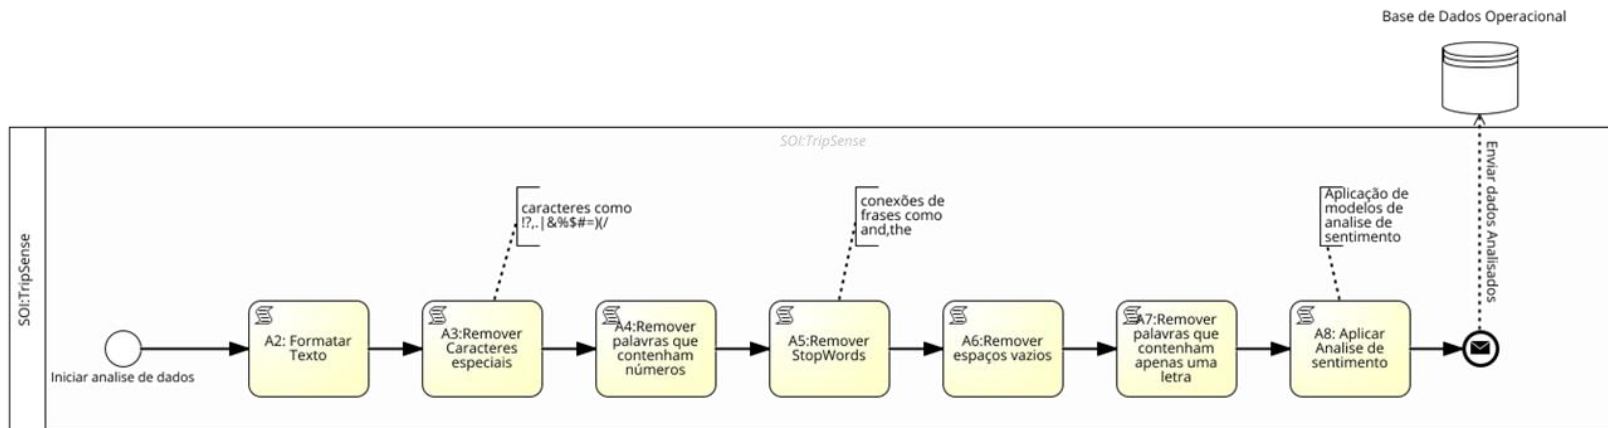 Base de Dados Operacional
SOI:TripSense
SOI:TripSense
Enviar dados Analisados
caracteres como
!?,.|&%$#=)(/
conexões de
frases como
and,the
Aplicação de
modelos de
analise de
sentimento
Iniciar analise de dados
A2: Formatar
Texto
A3:Remover
Caracteres
especiais
A4:Remover
palavras que
contenham
números
A5:Remover
StopWords
A6:Remover
espaços vazios
A7:Remover
palavras que
contenham
apenas uma
letra
A8: Aplicar
Analise de
sentimento